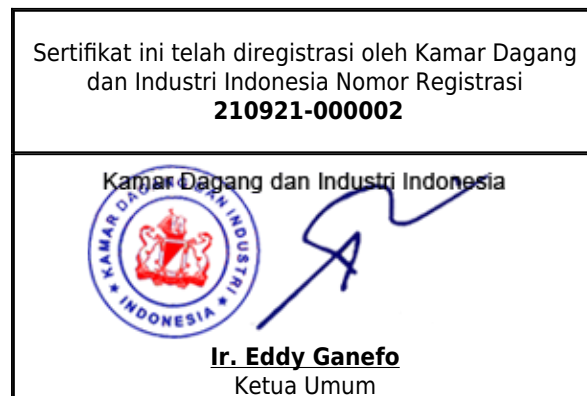 Sertifikat ini telah diregistrasi oleh Kamar Dagang
dan Industri Indonesia Nomor Registrasi
210921-000002
Kamar Dagang dan Industri Indonesia
KAMAR DAGANG DAN INDUSTRI
INDONESIA
Ir. Eddy Ganefo
Ketua Umum